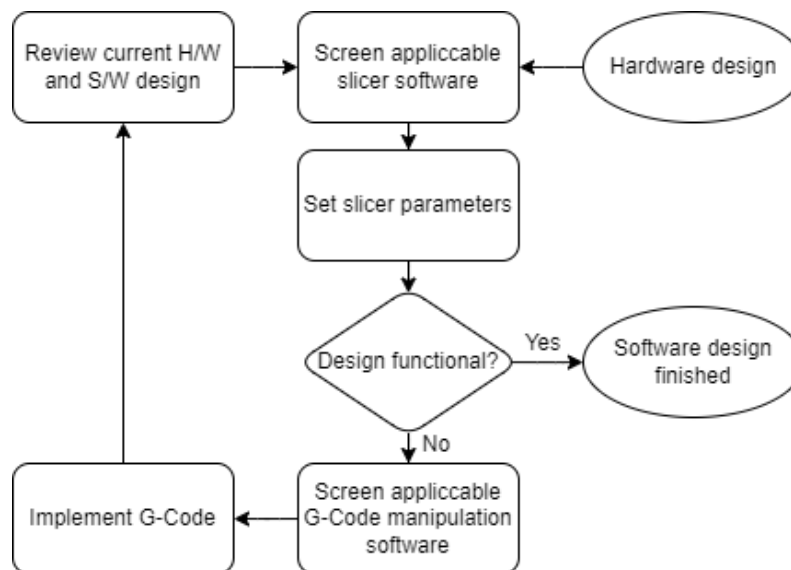 Review current H/W
and S/W design
Screen appliccable
slicer software
Hardware design
Set slicer parameters
Design functional?
Yes
Software design
finished
No
Implement G-Code
Screen appliccable
G-Code manipulation
software